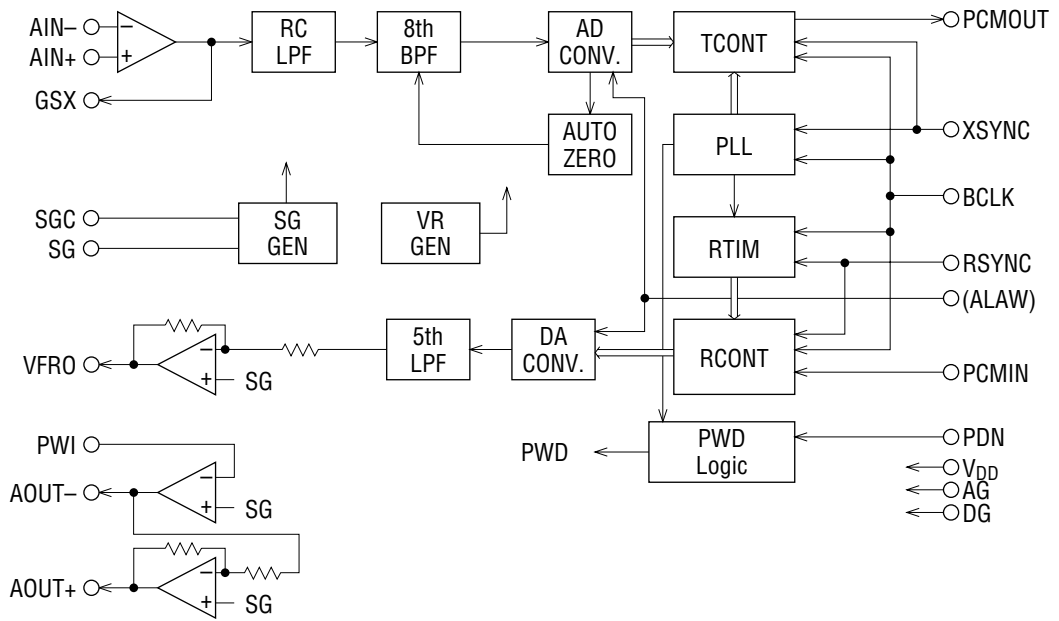 AIN–
AIN+
GSX
–
+
RC
LPF
8th
BPF
AD
CONV.
TCONT
PCMOUT
AUTO
ZERO
PLL
XSYNC
BCLK
SGC
SG
SG
GEN
VR
GEN
RTIM
RSYNC
(ALAW)
VFRO
–
+
SG
5th
LPF
DA
CONV.
RCONT
PCMIN
PWI
AOUT–
–
+
SG
PWD
PWD
Logic
PDN
VDD
AG
DG
AOUT+
–
+
SG